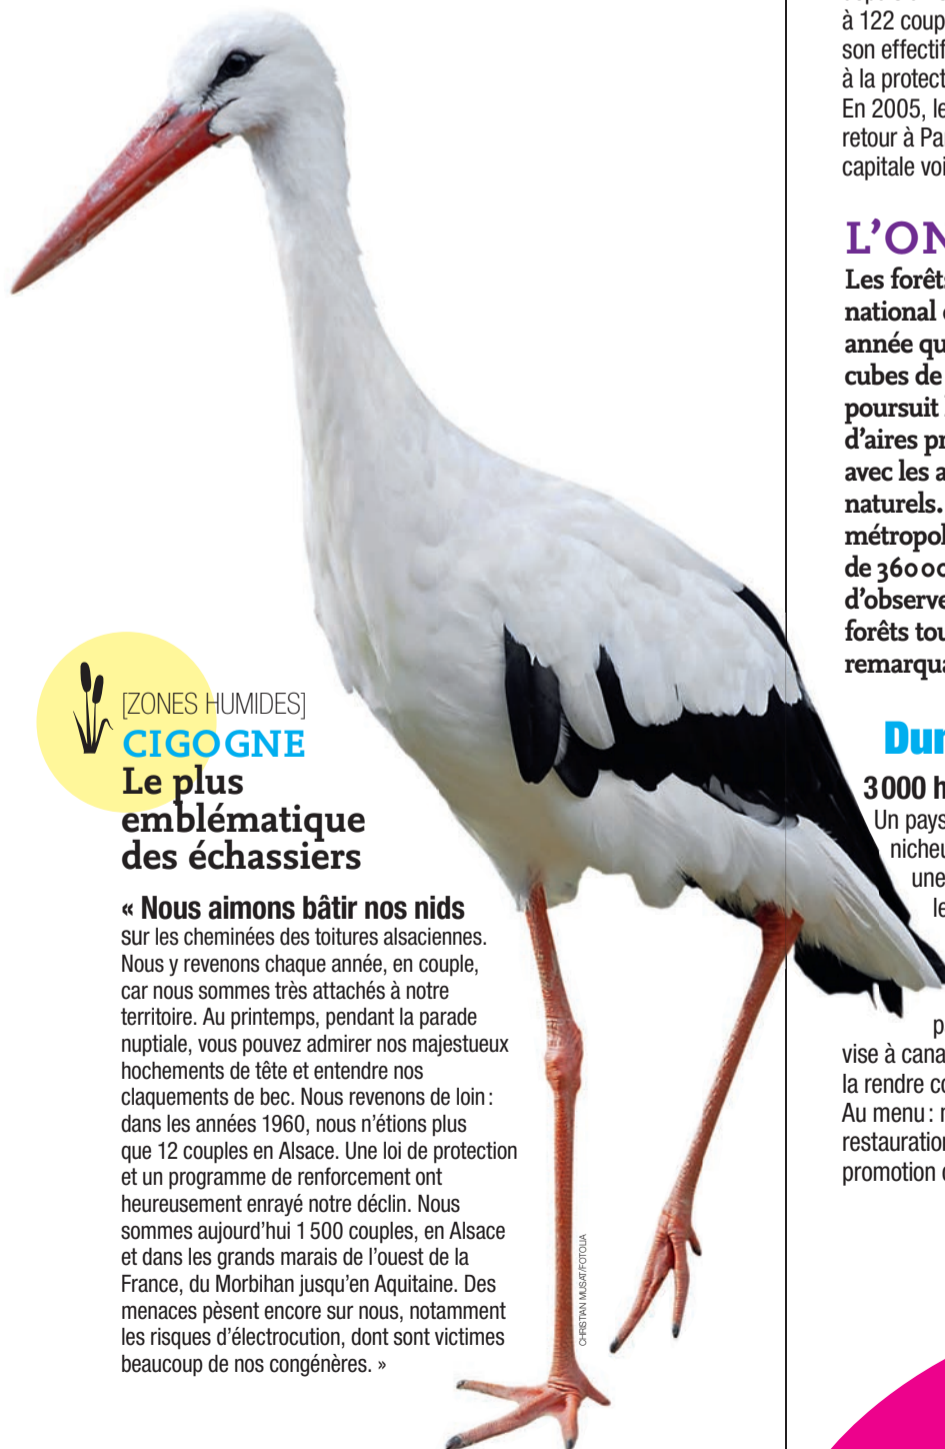 [ZONES HUMIDES]
CIGOGNE
Le plus
emblématique
des échassiers
« Nous aimons bâtir nos nids
sur les cheminées des toitures alsaciennes.
Nous y revenons chaque année, en couple,
car nous sommes très attachés à notre
territoire. Au printemps, pendant la parade
nuptiale, vous pouvez admirer nos majestueux
hochements de tête et entendre nos
claquements de bec. Nous revenons de loin :
dans les années 1960, nous n'étions plus
que 12 couples en Alsace. Une loi de protection
et un programme de renforcement ont
heureusement enrayé notre déclin. Nous
sommes aujourd'hui 1 500 couples, en Alsace
et dans les grands marais de l'ouest de la
France, du Morbihan jusqu'en Aquitaine. Des
menaces pèsent encore sur nous, notamment
les risques d'électrocution, dont sont victimes
beaucoup de nos congénères. »
CHRISTIAN MUSAT/FOTOLIA
à 122 coup
son effectif
à la protect
En 2005, le
retour à Pa
capitale voi
L'ON
Les forêts
national
année qu
cubes de
poursuit
d'aires pr
avec les a
naturels.
métropol
de 360 00
d'observe
forêts tou
remarqua
Dur
3 000 h
Un pays
nicheu
une
le
p
vise à cana
la rendre co
Au menu : r
restauration
promotion